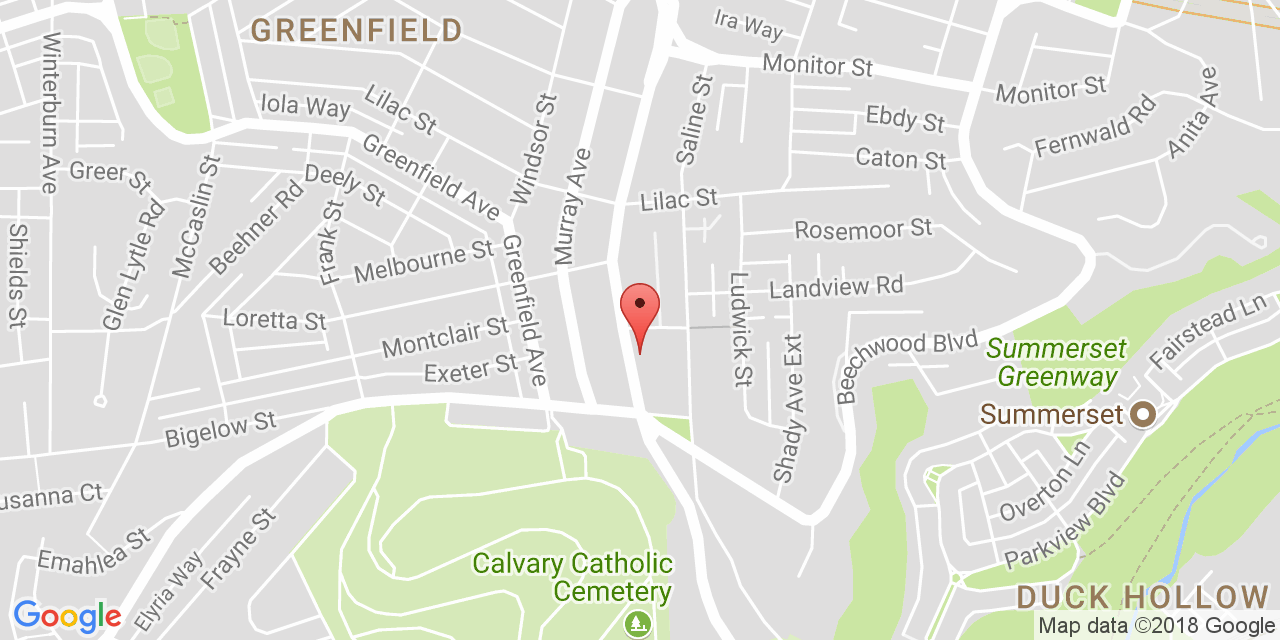 GREENFIELD
Ira Way
Monitor St
Monitor St
Winterburn Ave
Iola Way
Lilac St
Windsor St
Saline St
Ebdy St
Fernwald Rd
Anita Ave
Greenfield Ave
Murray Ave
Caton St
Greer St
McCaslin St
Deely St
Lilac St
Glen Lytle Rd
Beehner Rd
Frank St
Melbourne St
Rosemoor St
Shields St
Greenfield Ave
Ludwick St
Landview Rd
Loretta St
Montclair St
Exeter St
Shady Ave Ext
Beechwood Blvd
Fairstead Ln
Summerset
Greenway
Summerset
Bigelow St
usanna Ct
Overton Ln
Parkview Blvd
Emahlea St
Frayne St
Elyria Way
Calvary Catholic
Cemetery
DUCK HOLLOW
Google
Map data ©2018 Google